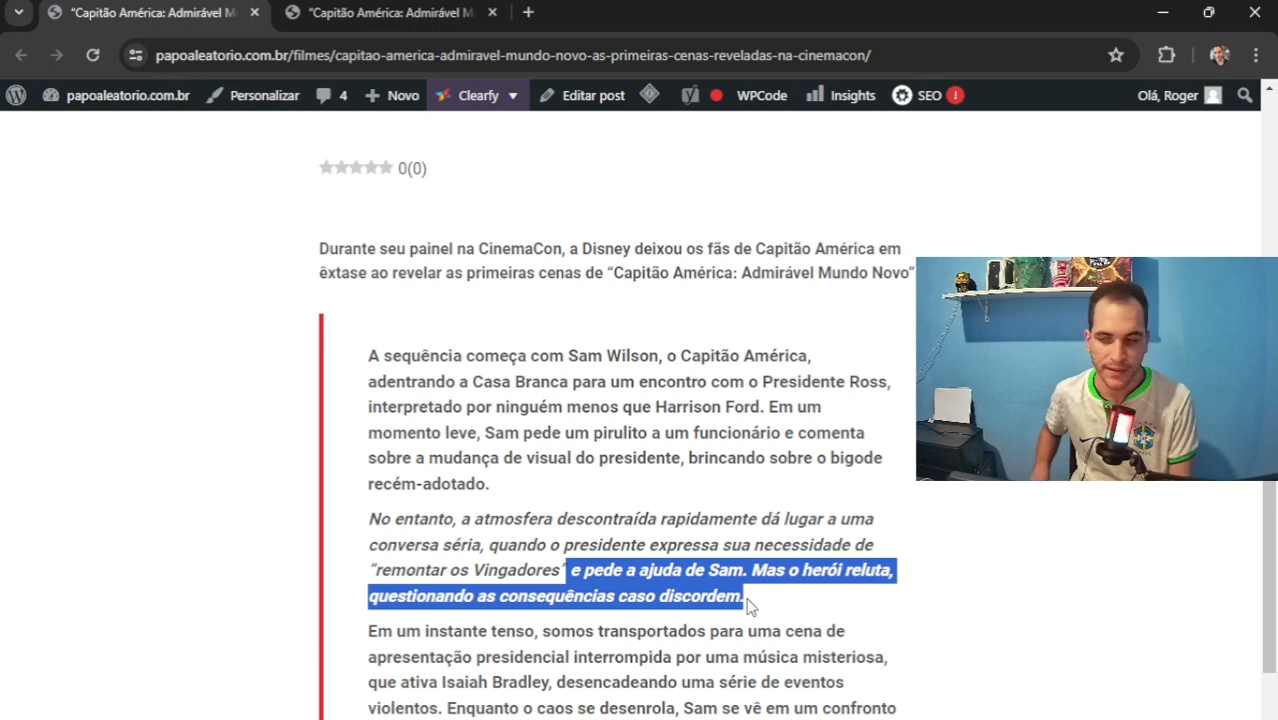 "Capitão América: Admirável M
"Capitão América: Admirável M
papoaleatorio.com.br/filmes/capitao-america-admiravel-mundo-novo-as-primeiras-cenas-reveladas-na-cinemacon/
papoaleatorio.com.br Personalizar 4 Novo Clearfy Editar post WPCode Insights SEO ! Olá, Roger
0(0)
Durante seu painel na CinemaCon, a Disney deixou os fãs de Capitão América em
êxtase ao revelar as primeiras cenas de “Capitão América: Admirável Mundo Novo”
A sequência começa com Sam Wilson, o Capitão América,
adentrando a Casa Branca para um encontro com o Presidente Ross,
interpretado por ninguém menos que Harrison Ford. Em um
momento leve, Sam pede um pirulito a um funcionário e comenta
sobre a mudança de visual do presidente, brincando sobre o bigode
recém-adotado.
No entanto, a atmosfera descontraída rapidamente dá lugar a uma
conversa séria, quando o presidente expressa sua necessidade de
“remontar os Vingadores” e pede a ajuda de Sam. Mas o herói reluta,
questionando as consequências caso discordem.
Em um instante tenso, somos transportados para uma cena de
apresentação presidencial interrompida por uma música misteriosa,
que ativa Isaiah Bradley, desencadeando uma série de eventos
violentos. Enquanto o caos se desenrola, Sam se vê em um confronto